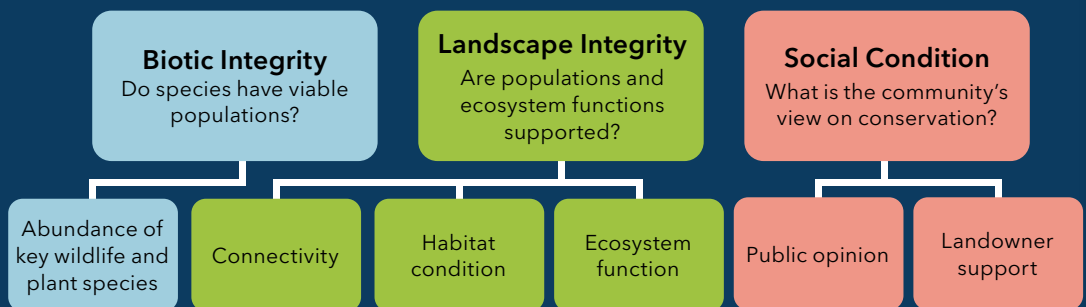 Biotic Integrity
Do species have viable
populations?
Landscape Integrity
Are populations and
ecosystem functions
supported?
Social Condition
What is the community's
view on conservation?
Abundance of
key wildlife and
plant species
Connectivity
Habitat
condition
Ecosystem
function
Public opinion
Landowner
support